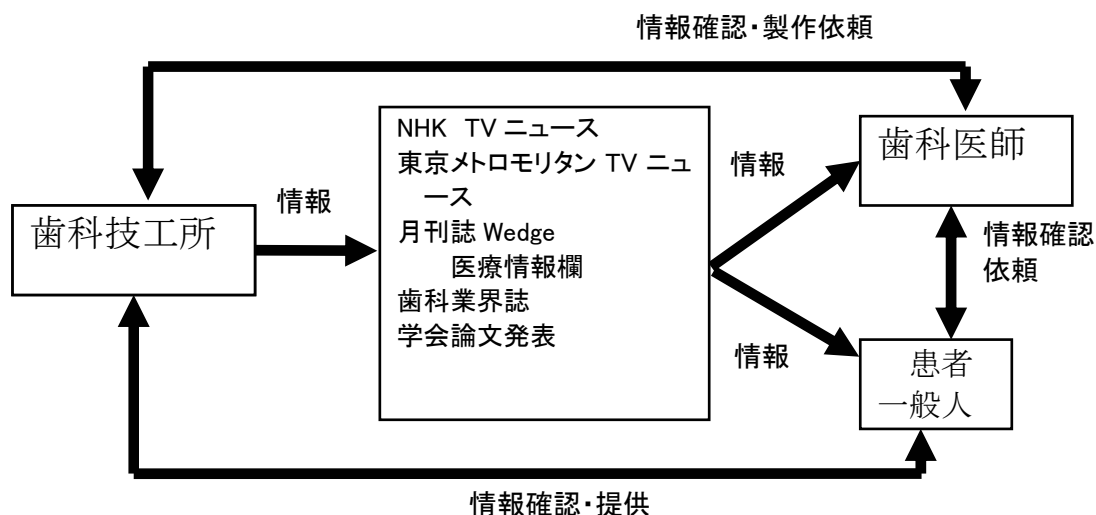 情報確認・製作依頼
NHK TV ニュース
東京メトロモリタン TV ニュ
ース
月刊誌 Wedge
医療情報欄
歯科業界誌
学会論文発表
歯科医師
情報
歯科技工所
情報
情報確認
依頼
情報
患者
一般人
情報確認・提供